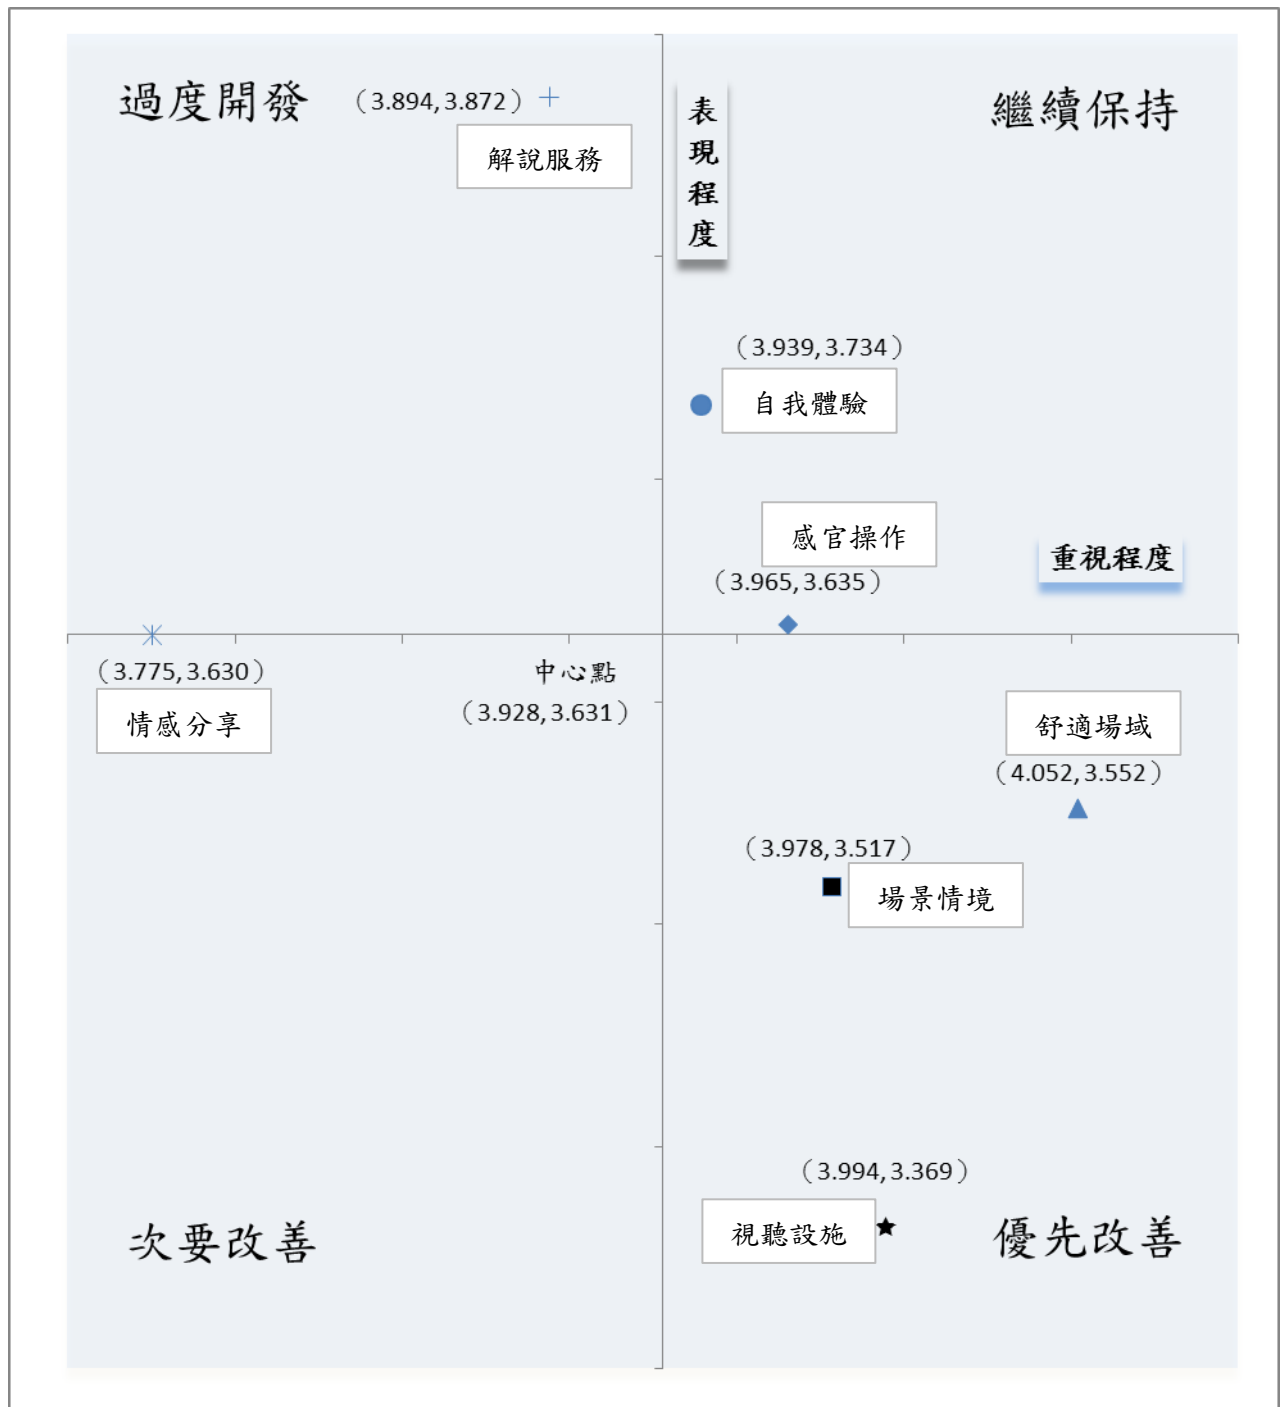 過度開發
（3.894,3.872）
解說服務
表現程度
繼續保持
（3.939,3.734）
自我體驗
感官操作
（3.965,3.635）
重視程度
（3.775,3.630）
情感分享
中心點
（3.928,3.631）
舒適場域
（4.052,3.552）
（3.978,3.517）
場景情境
（3.994,3.369）
視聽設施
次要改善
優先改善